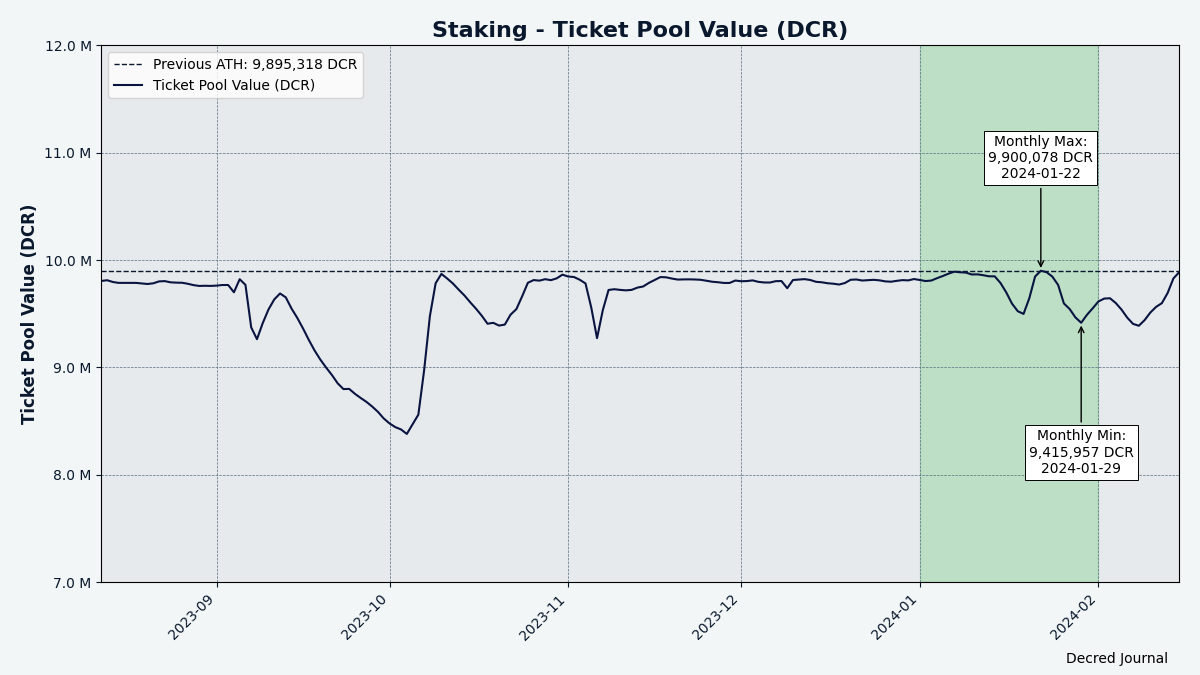 Staking - Ticket Pool Value (DCR)
Previous ATH: 9,895,318 DCR
Ticket Pool Value (DCR)
Ticket Pool Value (DCR)
12.0 M
11.0 M
10.0 M
9.0 M
8.0 M
7.0 M
Monthly Max:
9,900,078 DCR
2024-01-22
Monthly Min:
9,415,957 DCR
2024-01-29
2023-09
2023-10
2023-11
2023-12
2024-01
2024-02
Decred Journal